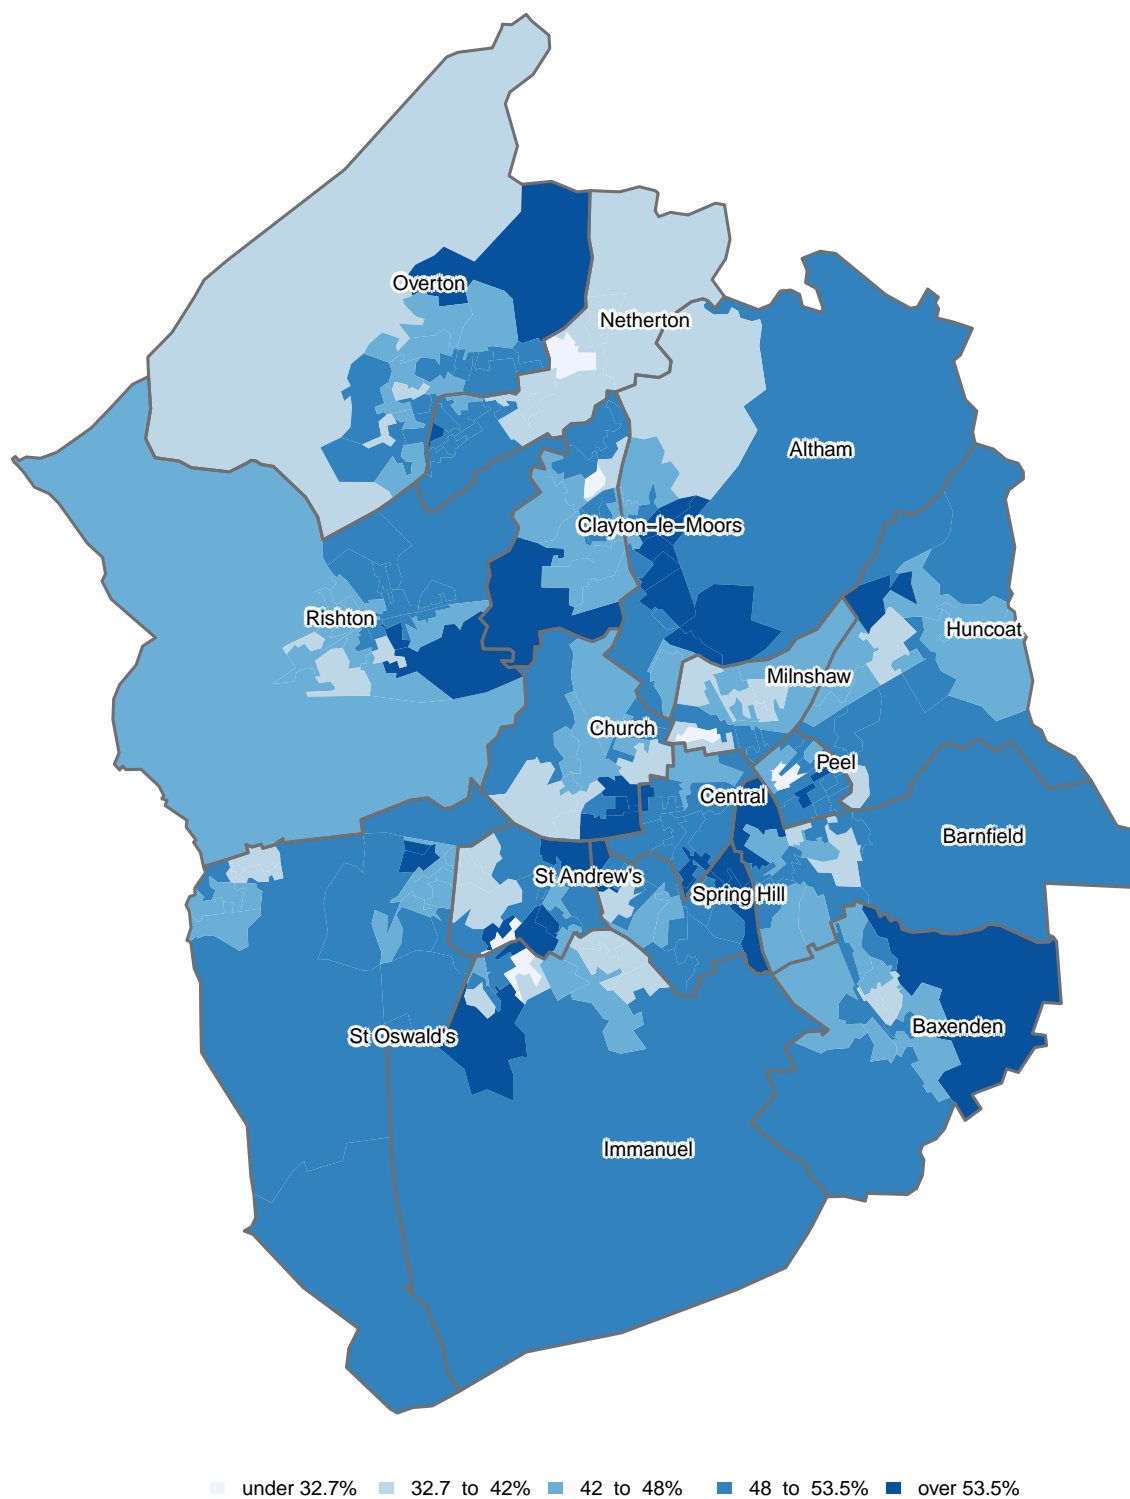 Overton
Netherton
Altham
Clayton–le–Moors
Rishton
Huncoat
Milnshaw
Church
Peel
Central
Barnfield
St Andrew's
Spring Hill
Baxenden
St Oswald's
Immanuel
under 32.7% 32.7 to 42% 42 to 48% 48 to 53.5% over 53.5%